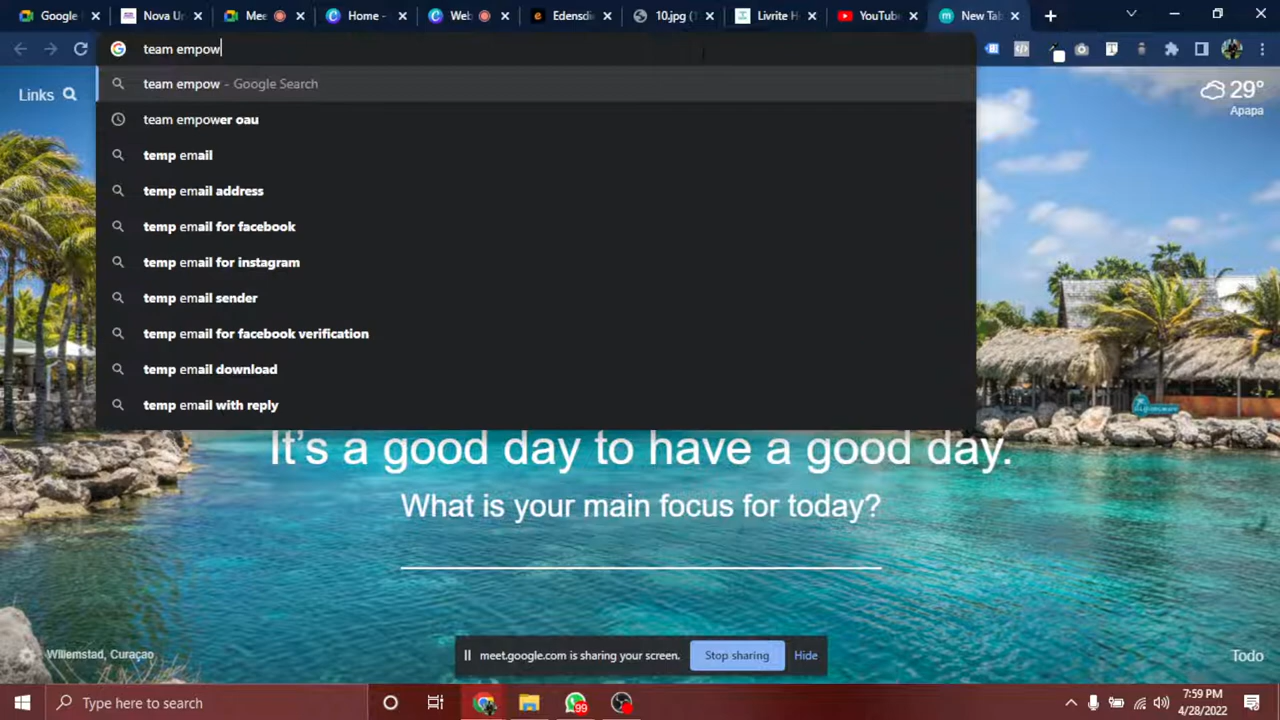 Google
Nova Un
Mee
Home -
Web
Edensdi
10.jpg (
Livrite H
YouTub
New Tab
team empow
team empow - Google Search
team empower oau
temp email
temp email address
temp email for facebook
temp email for instagram
temp email sender
temp email for facebook verification
temp email download
temp email with reply
Links
29°
Apapa
It's a good day to have a good day.
What is your main focus for today?
Willemstad, Curaçao
meet.google.com is sharing your screen.
Stop sharing
Hide
Todo
Type here to search
99
7:59 PM
4/28/2022